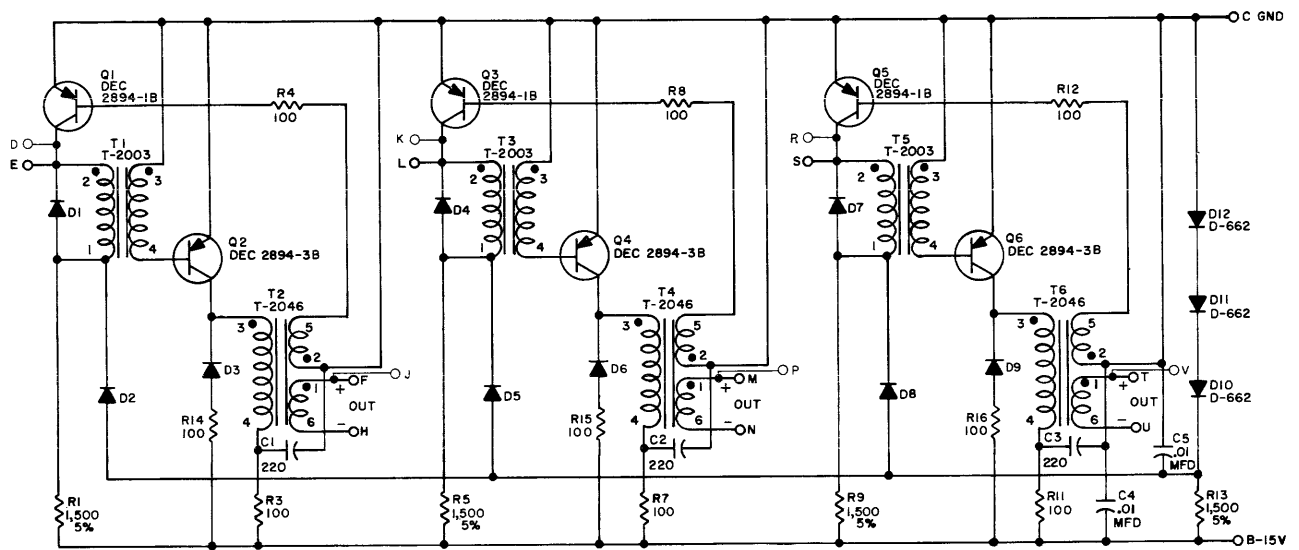 C GND
Q1
DEC
2894-1B
R4
100
Q3
DEC
2894-1B
R8
100
Q5
DEC
2894-1B
R12
100
D
E
T1
T-2003
2
3
1
4
D1
K
L
T3
T-2003
2
3
1
4
D4
R
S
T5
T-2003
2
3
1
4
D7
D12
D-662
Q2
DEC 2894-3B
Q4
DEC 2894-3B
Q6
DEC 2894-3B
D11
D-662
T2
T-2046
3
5
2
1
4
6
T4
T-2046
3
5
2
1
4
6
T6
T-2046
3
5
2
1
4
6
D2
D3
F
J
+
OUT
-
H
D5
D6
M
P
+
OUT
-
N
D8
D9
T
V
+
OUT
-
U
D10
D-662
R14
100
C1
220
R15
100
C2
220
R16
100
C3
220
C5
.01
MFD
R1
1,500
5%
R3
100
R5
1,500
5%
R7
100
R9
1,500
5%
R11
100
C4
.01
MFD
R13
1,500
5%
B-15V